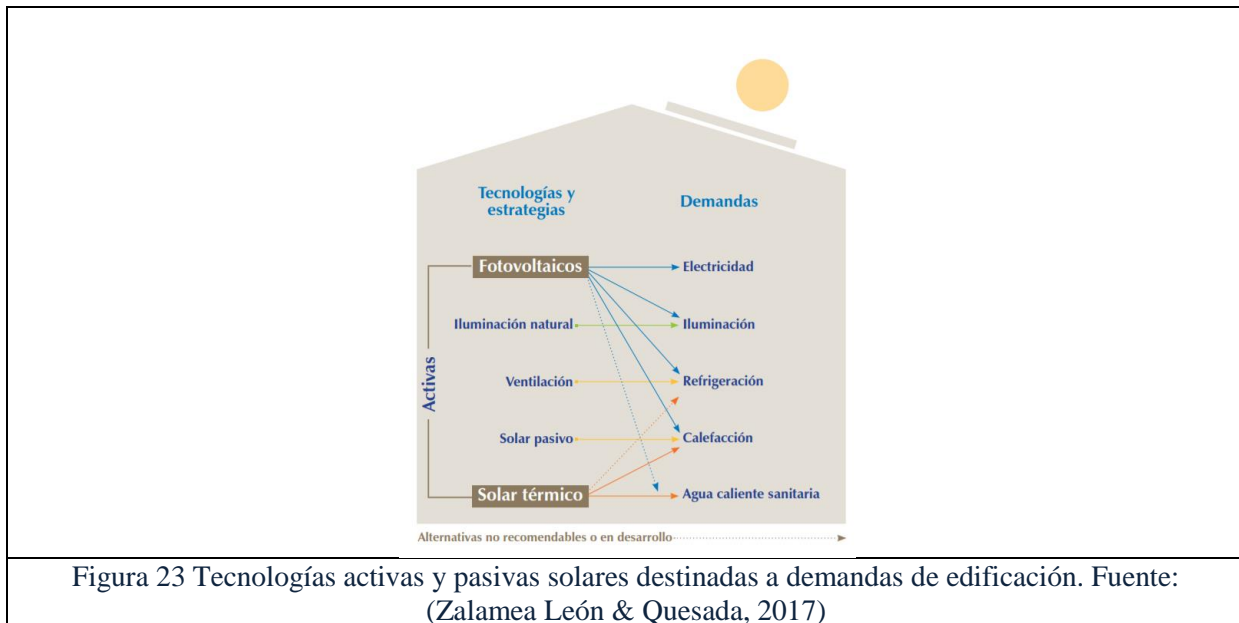 Tecnologías y
estrategias
Demandas
Fotovoltaicos
Electricidad
Iluminación natural
Iluminación
Ventilación
Refrigeración
Activas
Solar pasivo
Calefacción
Solar térmico
Agua caliente sanitaria
Alternativas no recomendables o en desarrollo
Figura 23 Tecnologías activas y pasivas solares destinadas a demandas de edificación. Fuente:
(Zalamea León & Quesada, 2017)